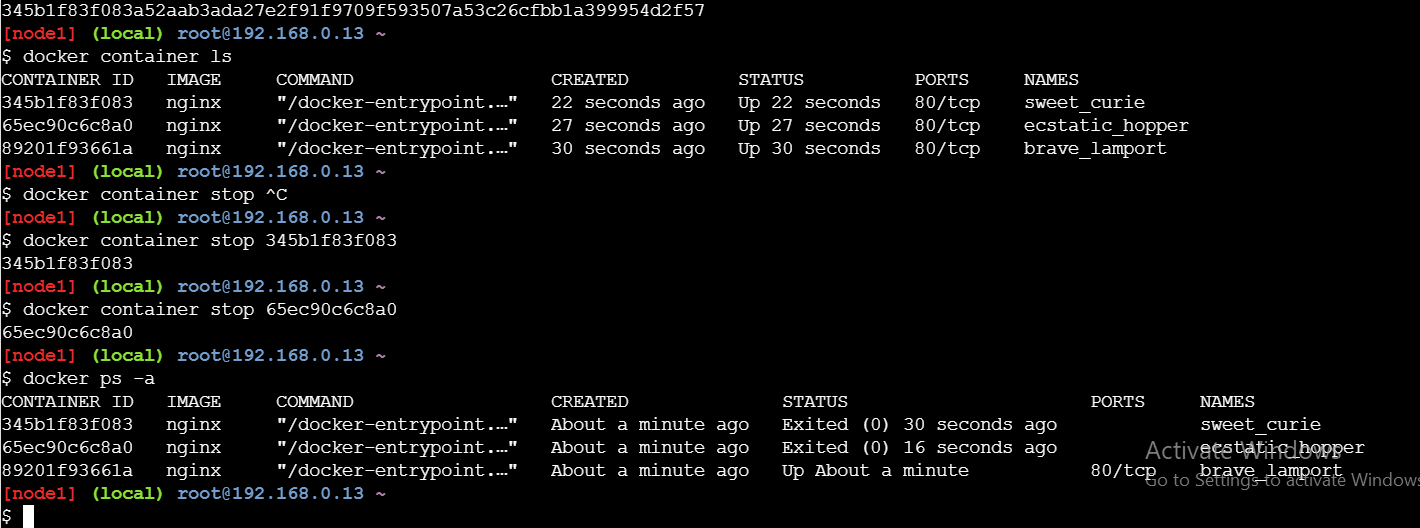 345b1f83f083a52aab3ada27e2f91f9709f593507a53c26cfbb1a399954d2f57
[node1] (local) root@192.168.0.13 ~
$ docker container ls
CONTAINER ID   IMAGE     COMMAND                  CREATED          STATUS          PORTS     NAMES
345b1f83f083   nginx     "/docker-entrypoint.…"   22 seconds ago   Up 22 seconds   80/tcp    sweet_curie
65ec90c6c8a0   nginx     "/docker-entrypoint.…"   27 seconds ago   Up 27 seconds   80/tcp    ecstatic_hopper
89201f93661a   nginx     "/docker-entrypoint.…"   30 seconds ago   Up 30 seconds   80/tcp    brave_lamport
[node1] (local) root@192.168.0.13 ~
$ docker container stop ^C
[node1] (local) root@192.168.0.13 ~
$ docker container stop 345b1f83f083
345b1f83f083
[node1] (local) root@192.168.0.13 ~
$ docker container stop 65ec90c6c8a0
65ec90c6c8a0
[node1] (local) root@192.168.0.13 ~
$ docker ps -a
CONTAINER ID   IMAGE     COMMAND                  CREATED              STATUS                      PORTS     NAMES
345b1f83f083   nginx     "/docker-entrypoint.…"   About a minute ago   Exited (0) 30 seconds ago             sweet_curie
65ec90c6c8a0   nginx     "/docker-entrypoint.…"   About a minute ago   Exited (0) 16 seconds ago             ecstatic_hopper
89201f93661a   nginx     "/docker-entrypoint.…"   About a minute ago   Up About a minute           80/tcp    brave_lamport
[node1] (local) root@192.168.0.13 ~
$
Activate Windows
Go to Settings to activate Windows